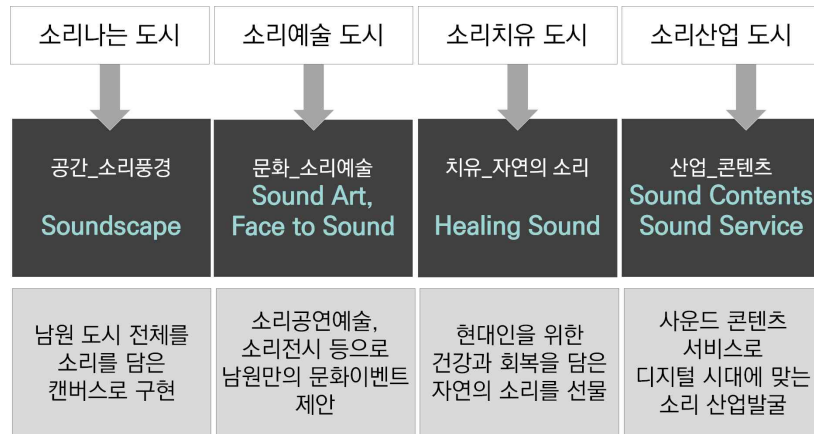 소리나는 도시
소리예술 도시
소리치유 도시
소리산업 도시
공간_소리풍경
Soundscape
문화_소리예술
Sound Art,
Face to Sound
치유_자연의 소리
Healing Sound
산업_콘텐츠
Sound Contents
Sound Service
남원 도시 전체를
소리를 담은
캔버스로 구현
소리공연예술,
소리전시 등으로
남원만의 문화이벤트
제안
현대인을 위한
건강과 회복을 담은
자연의 소리를 선물
사운드 콘텐츠
서비스로
디지털 시대에 맞는
소리 산업발굴